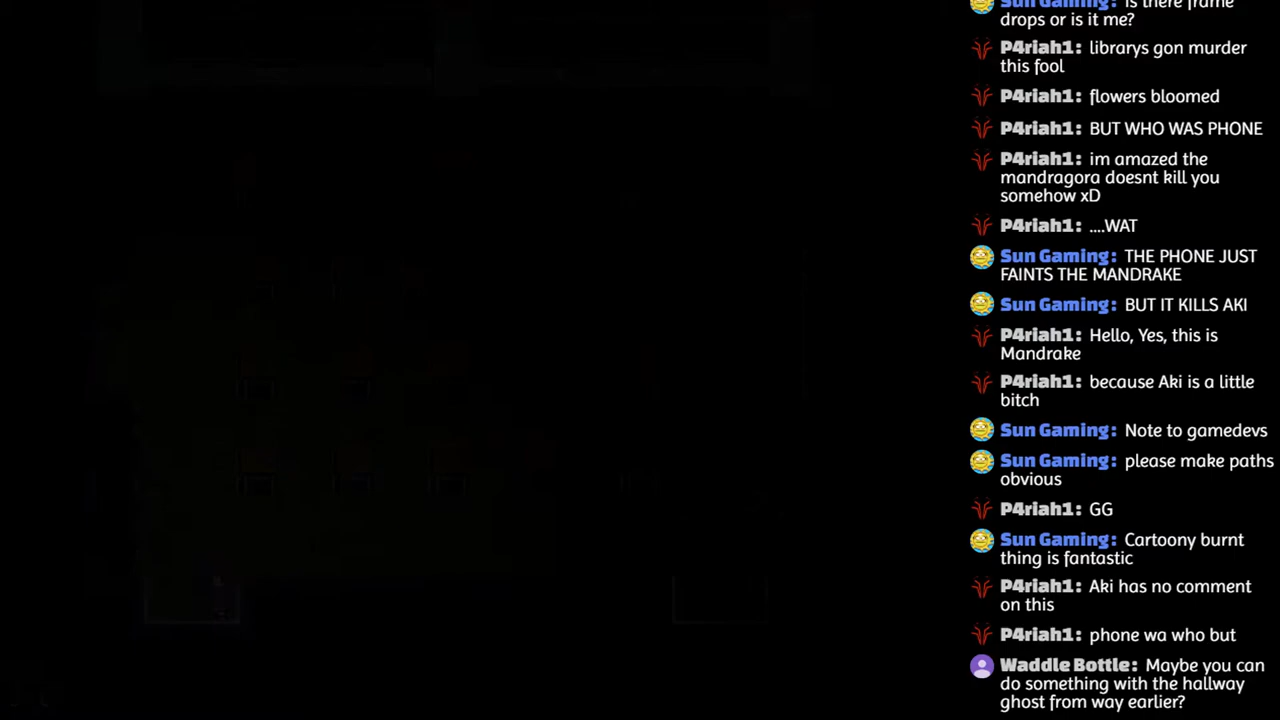 Sun Gaming: Is there frame
drops or is it me?
P4riah1: librarys gon murder
this fool
P4riah1: flowers bloomed
P4riah1: BUT WHO WAS PHONE
P4riah1: im amazed the
mandragora doesnt kill you
somehow xD
P4riah1: ....WAT
Sun Gaming: THE PHONE JUST
FAINTS THE MANDRAKE
Sun Gaming: BUT IT KILLS AKI
P4riah1: Hello, Yes, this is
Mandrake
P4riah1: because Aki is a little
bitch
Sun Gaming: Note to gamedevs
Sun Gaming: please make paths
obvious
P4riah1: GG
Sun Gaming: Cartoony burnt
thing is fantastic
P4riah1: Aki has no comment
on this
P4riah1: phone wa who but
Waddle Bottle: Maybe you can
do something with the hallway
ghost from way earlier?